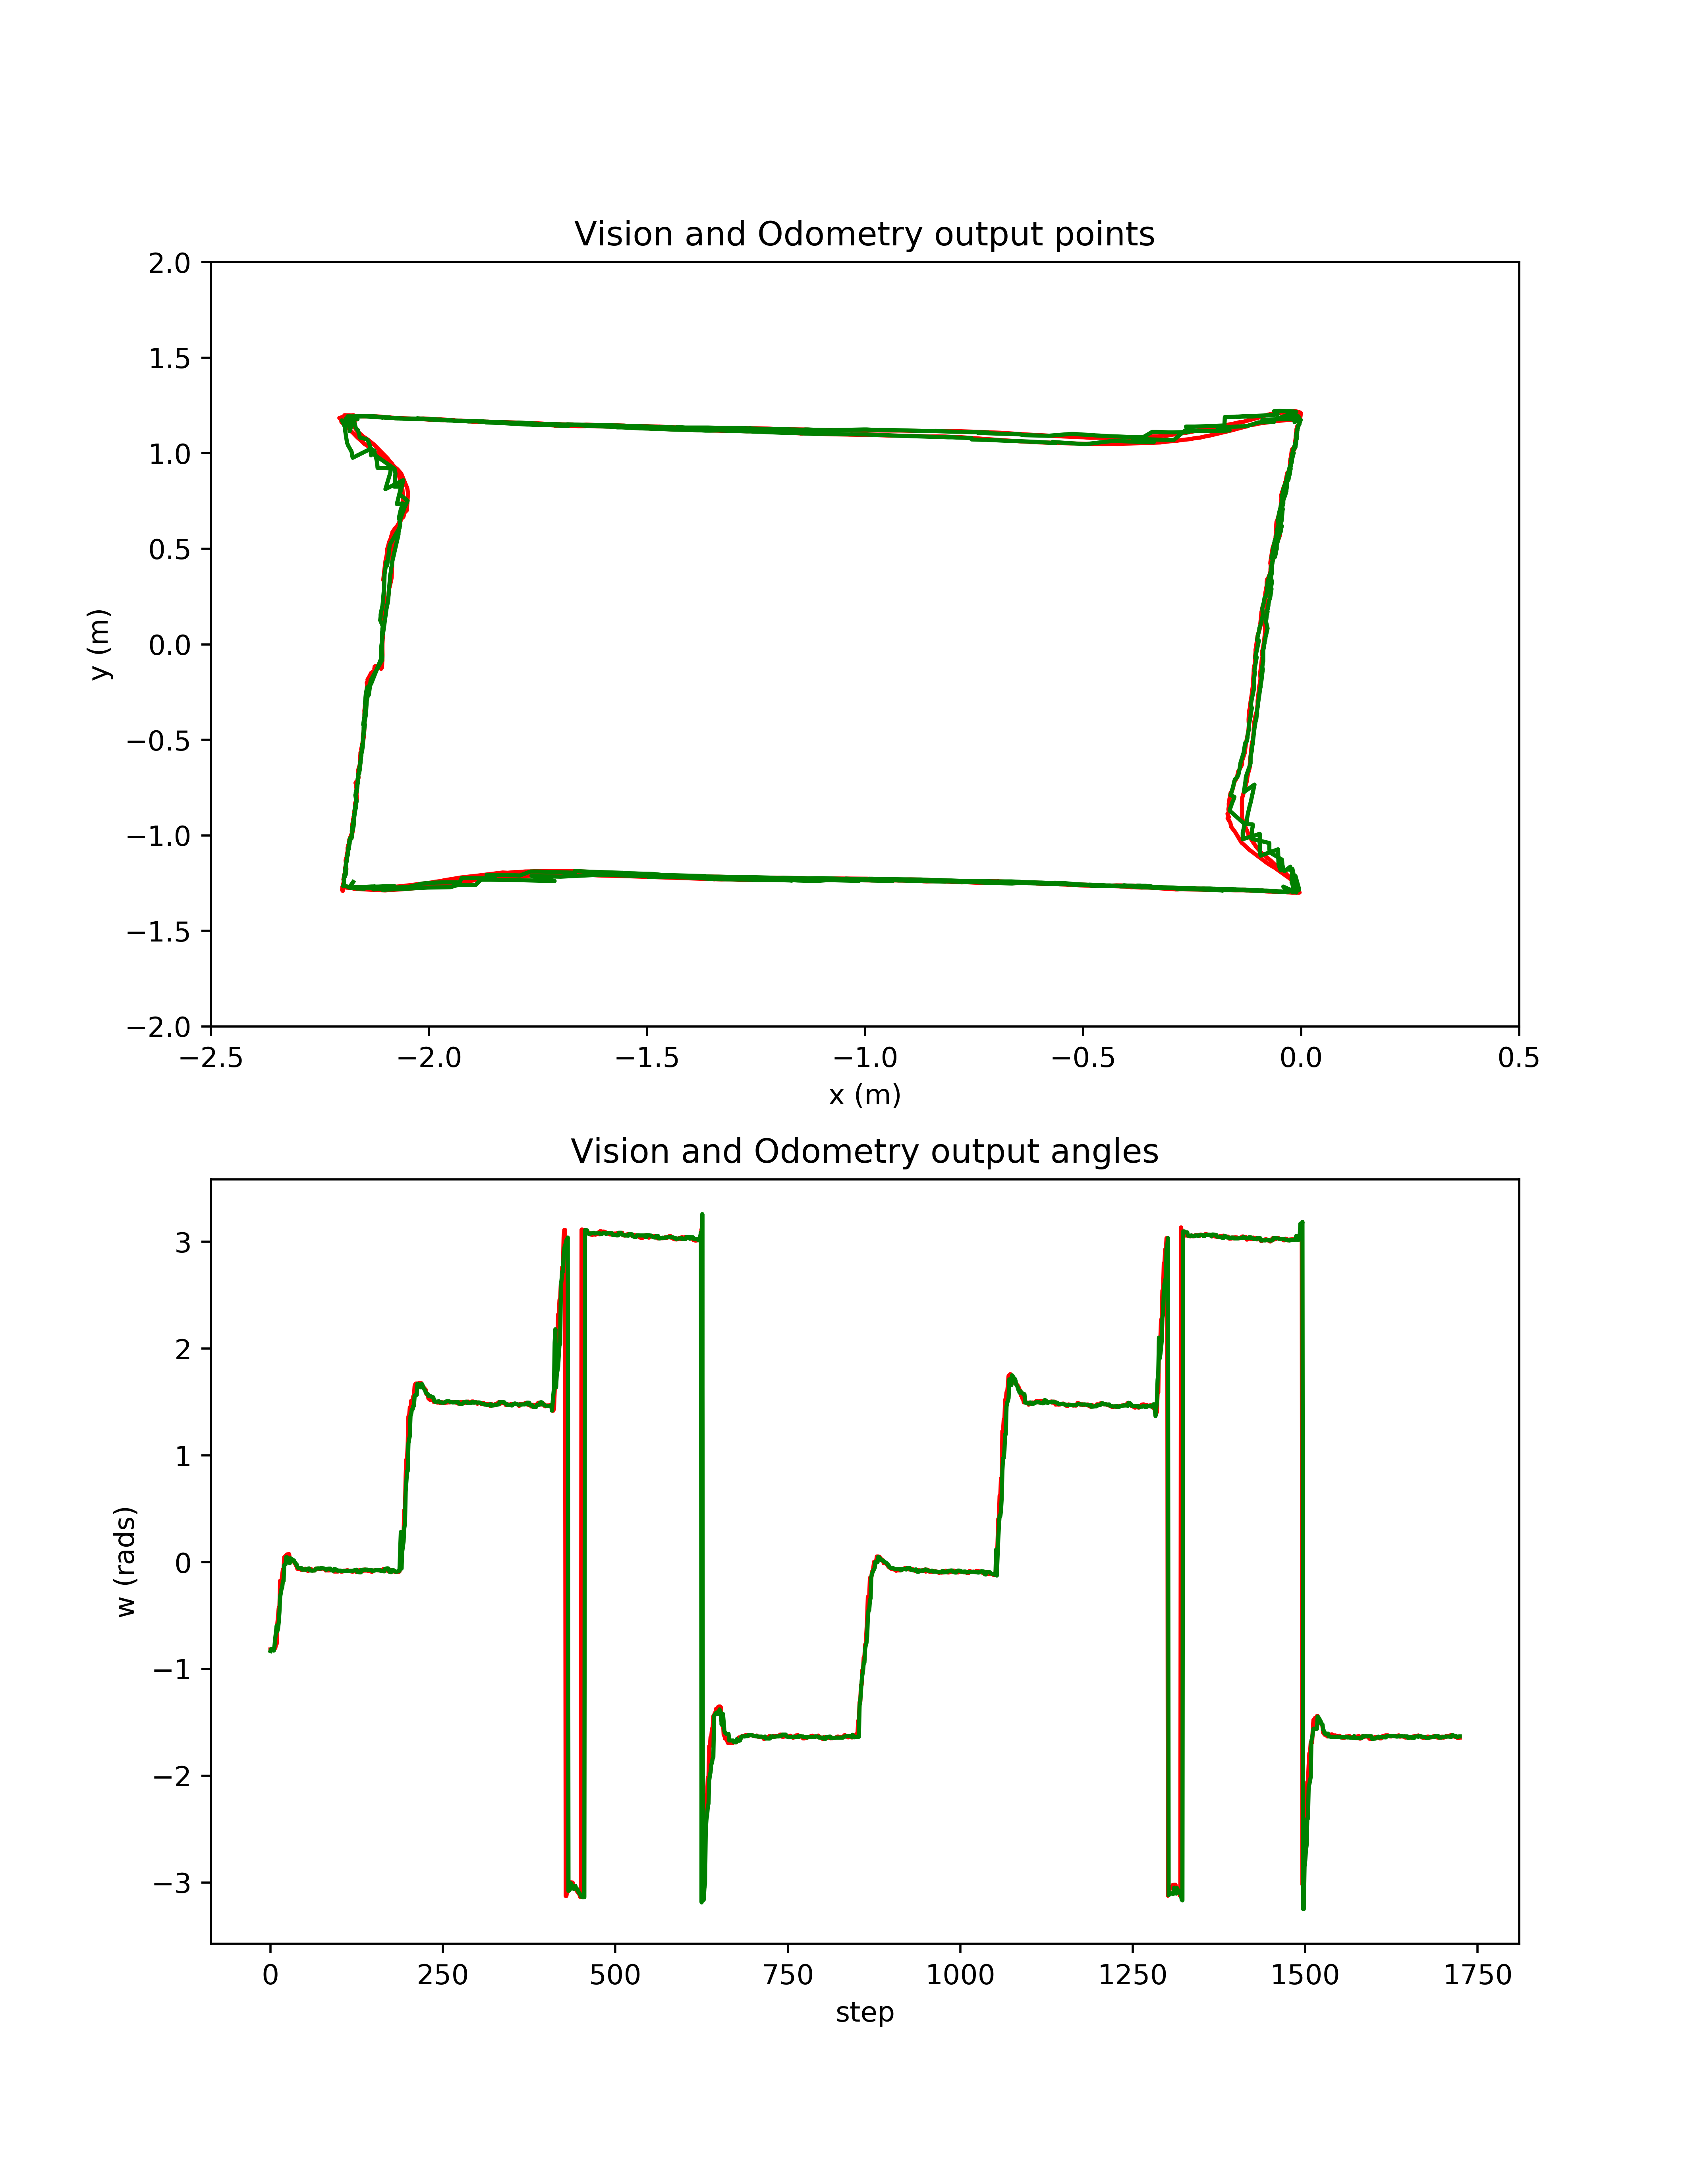 Vision and Odometry output points
2.0
1.5
1.0
0.5
0.0
−0.5
−1.0
−1.5
−2.0
y (m)
−2.5 −2.0 −1.5 −1.0 −0.5 0.0 0.5
x (m)
Vision and Odometry output angles
3
2
1
0
−1
−2
−3
w (rads)
0 250 500 750 1000 1250 1500 1750
step